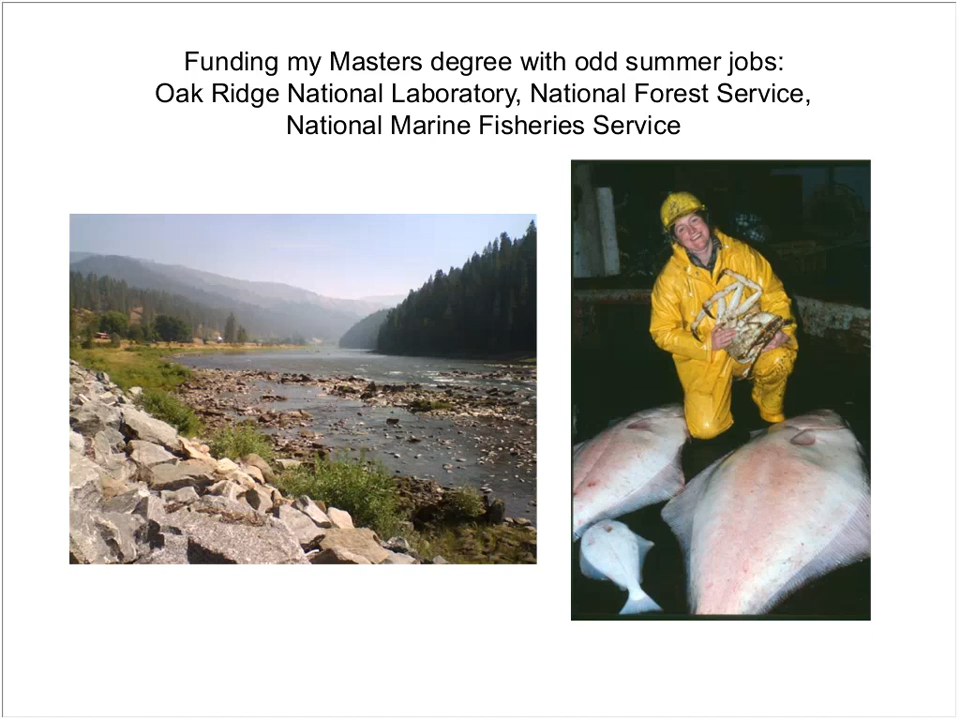 Funding my Masters degree with odd summer jobs:
Oak Ridge National Laboratory, National Forest Service,
National Marine Fisheries Service